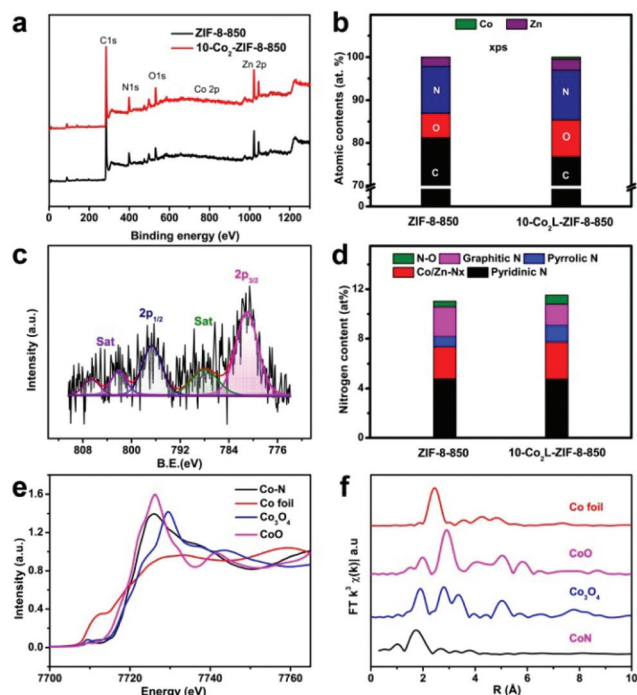 a
ZIF-8-850
10-Co₂-ZIF-8-850
C1s
N1s
O1s
Co 2p
Zn 2p
0 200 400 600 800 1000 1200
Binding energy (eV)
b
Co Zn
xps
Atomic contents (at. %)
100
90
80
70
0
N
O
C
N
O
C
ZIF-8-850 10-Co₂L-ZIF-8-850
c
2p₃/₂
2p₁/₂
Sat
Sat
Intensity (a.u.)
808 800 792 784 776
B.E.(eV)
d
N-O Graphitic N Pyrrolic N
Co/Zn-Nx Pyridinic N
Nitrogen content (at%)
12
8
4
0
ZIF-8-850 10-Co₂L-ZIF-8-850
e
Co-N
Co foil
Co₃O₄
CoO
Intensity (a.u.)
1.6
1.2
0.8
0.4
0.0
7700 7720 7740 7760
Energy (eV)
f
Co foil
CoO
Co₃O₄
CoN
FT k³ χ(k)| a.u
0 2 4 6 8 10
R (Å)